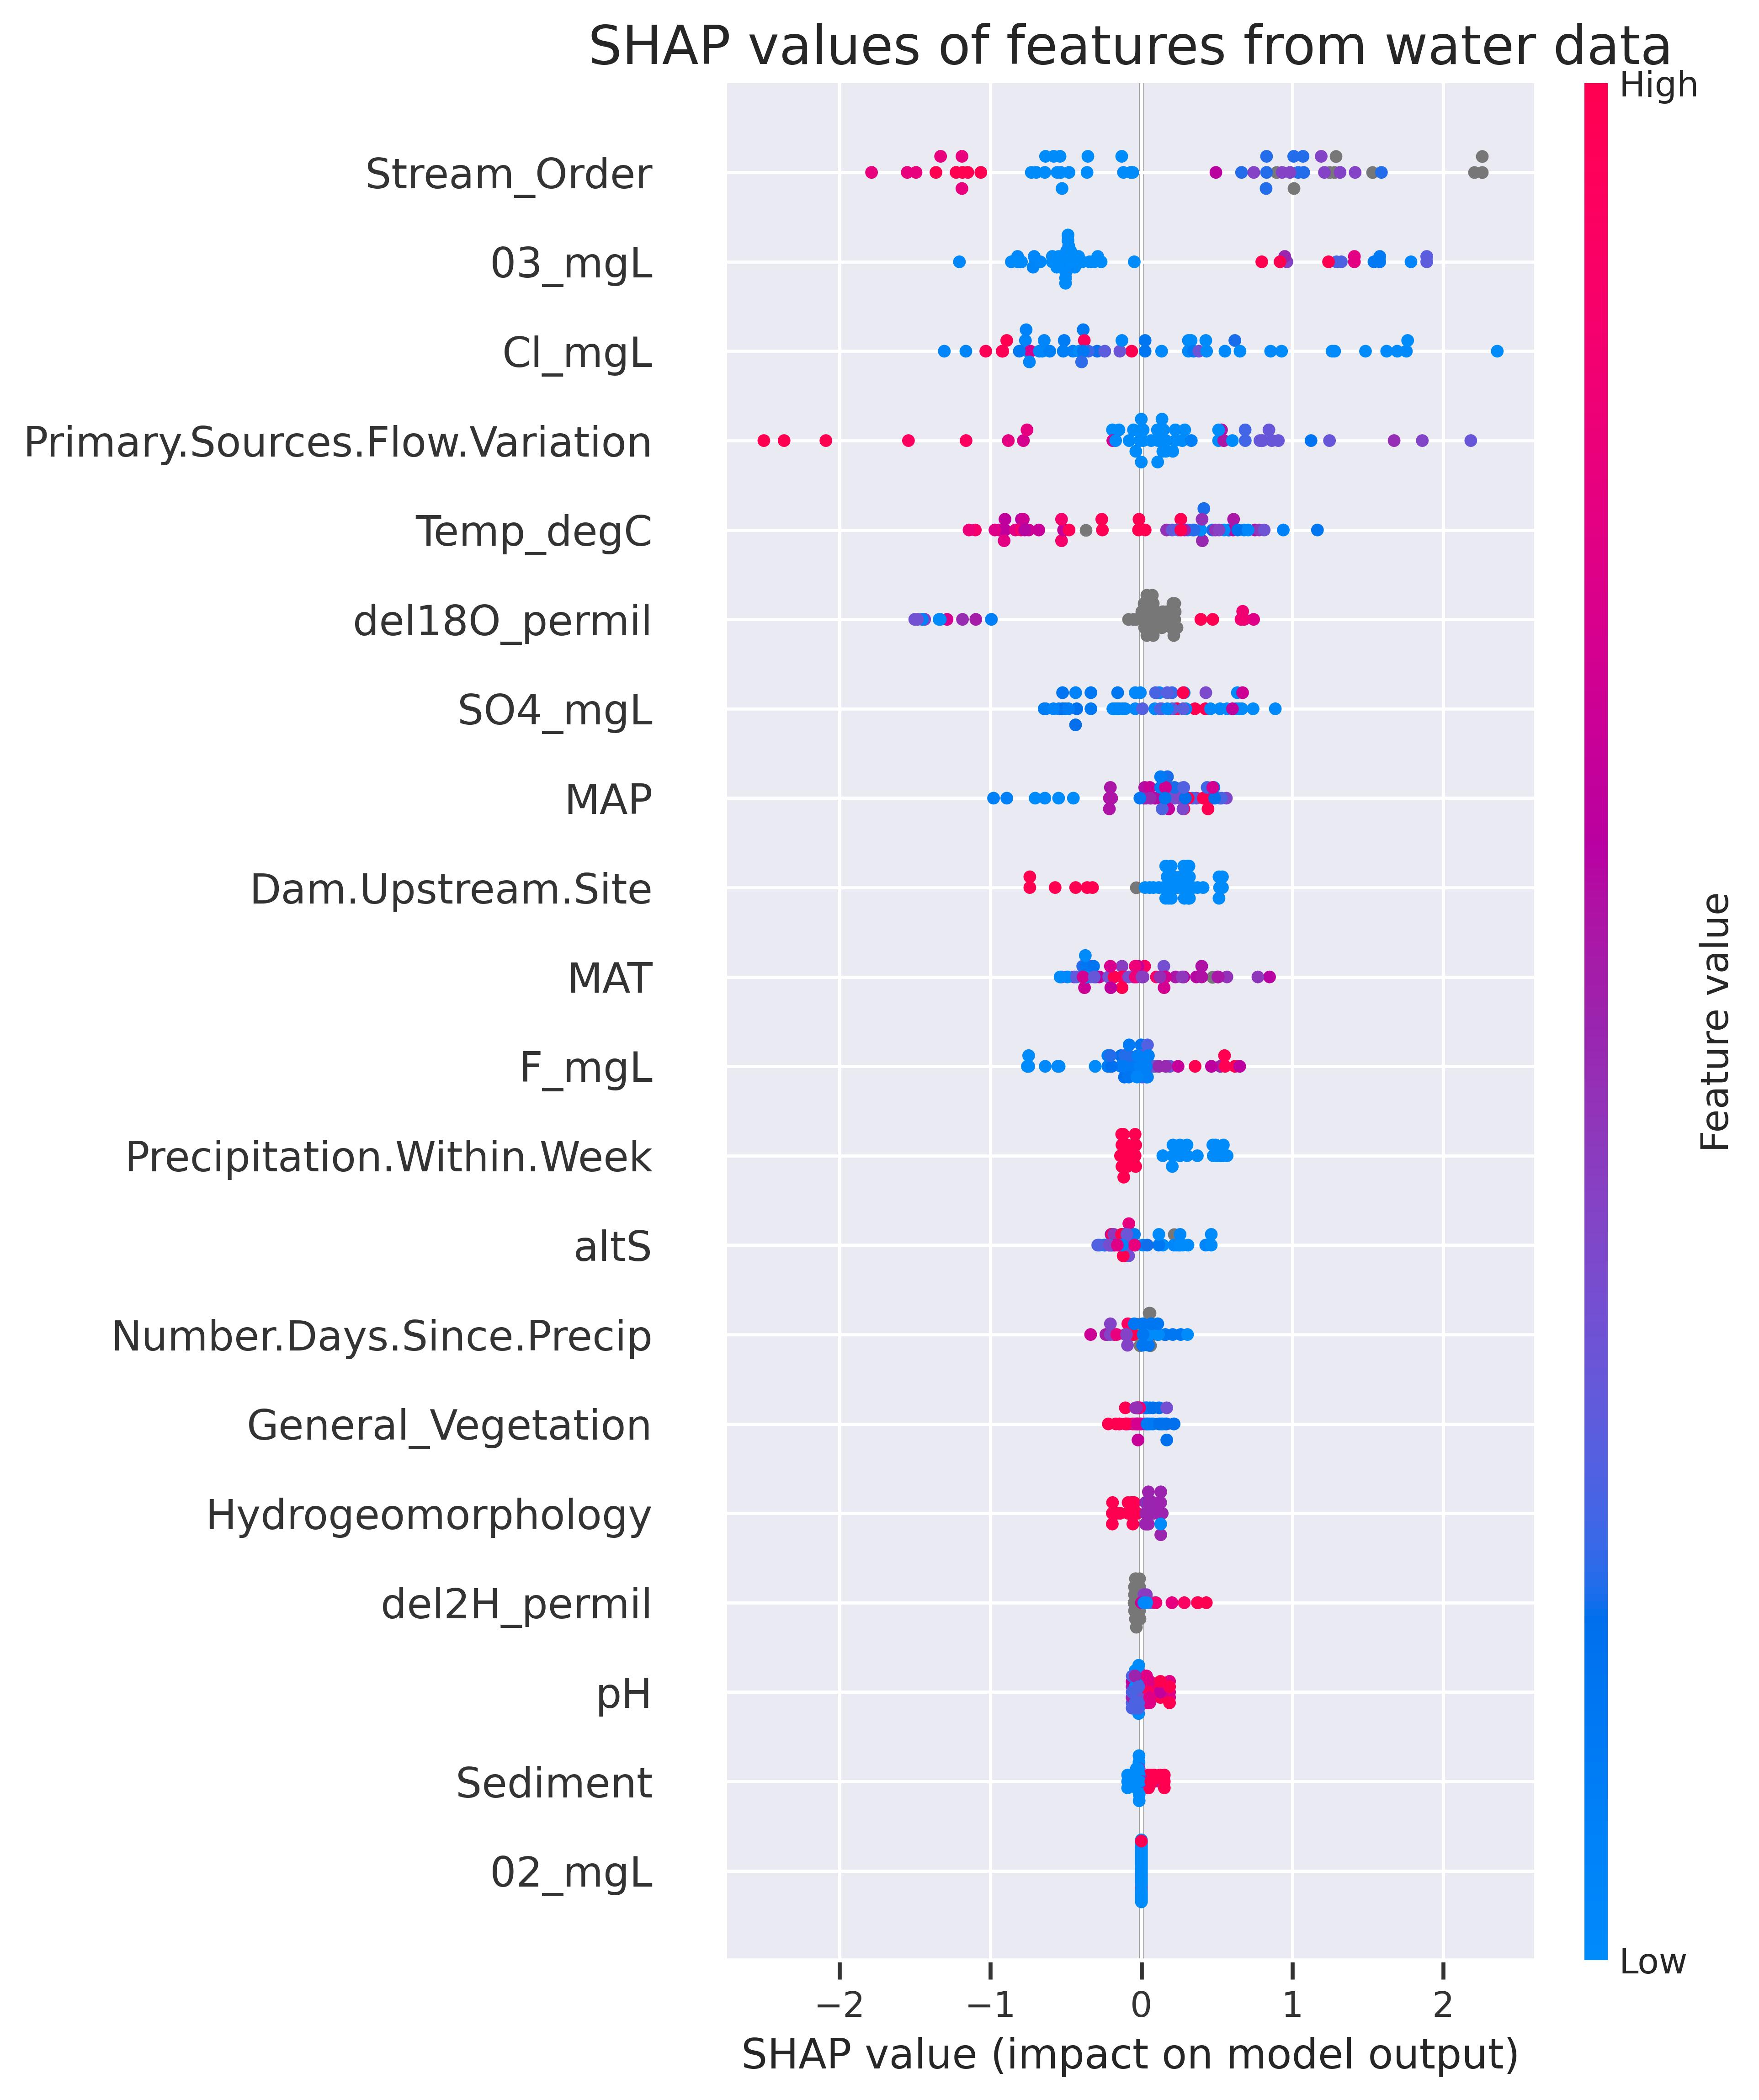 SHAP values of features from water data
High
Stream_Order
03_mgL
Cl_mgL
Primary.Sources.Flow.Variation
Temp_degC
del18O_permil
SO4_mgL
MAP
Dam.Upstream.Site
MAT
F_mgL
Precipitation.Within.Week
altS
Number.Days.Since.Precip
General_Vegetation
Hydrogeomorphology
del2H_permil
pH
Sediment
02_mgL
Feature value
Low
−2 −1 0 1 2
SHAP value (impact on model output)